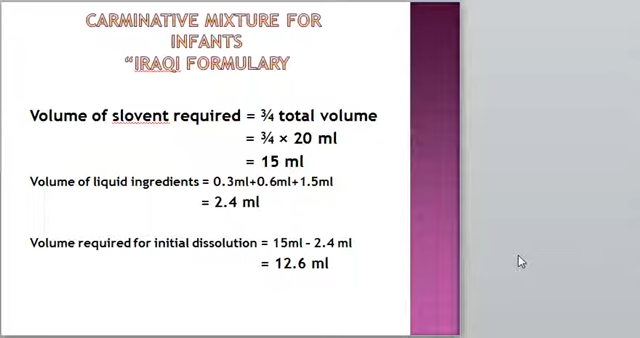 CARMINATIVE MIXTURE FOR
INFANTS
“IRAQI FORMULARY
Volume of slovent required = ¾ total volume
= ¾ × 20 ml
= 15 ml
Volume of liquid ingredients = 0.3ml+0.6ml+1.5ml
= 2.4 ml
Volume required for initial dissolution = 15ml – 2.4 ml
= 12.6 ml